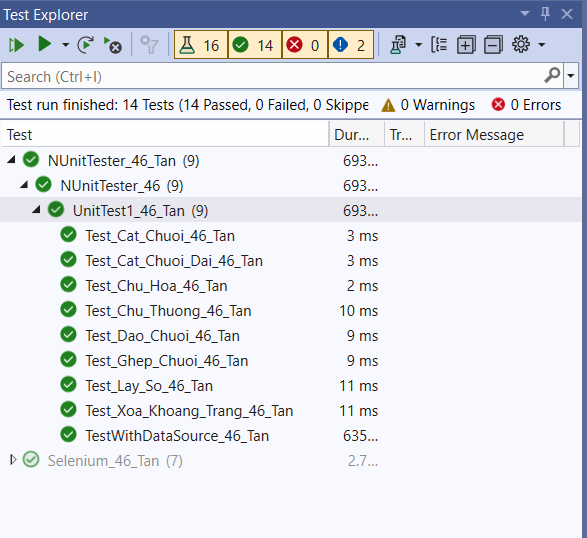 Test Explorer
16 14 0 2
Search (Ctrl+I)
Test run finished: 14 Tests (14 Passed, 0 Failed, 0 Skippe 0 Warnings 0 Errors
Test Dur... Tr... Error Message
NUnitTester_46_Tan (9) 693...
NUnitTester_46 (9) 693...
UnitTest1_46_Tan (9) 693...
Test_Cat_Chuoi_46_Tan 3 ms
Test_Cat_Chuoi_Dai_46_Tan 3 ms
Test_Chu_Hoa_46_Tan 2 ms
Test_Chu_Thuong_46_Tan 10 ms
Test_Dao_Chuoi_46_Tan 9 ms
Test_Ghep_Chuoi_46_Tan 9 ms
Test_Lay_So_46_Tan 11 ms
Test_Xoa_Khoang_Trang_46_Tan 11 ms
TestWithDataSource_46_Tan 635...
Selenium_46_Tan (7) 2.7...